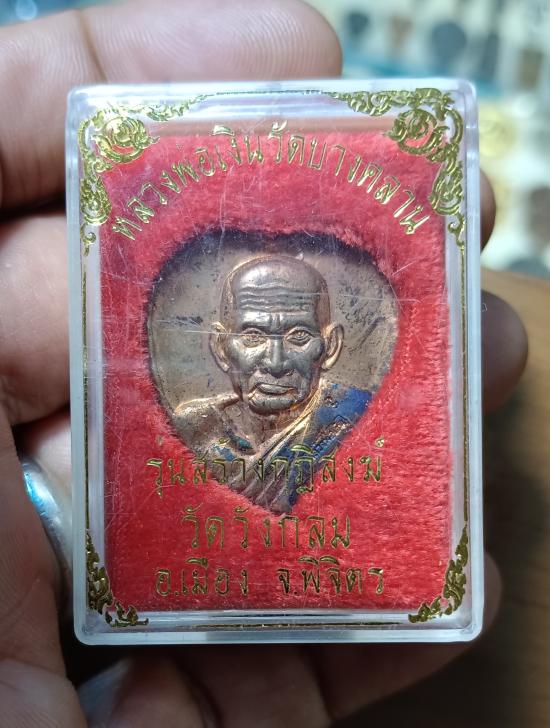 หลวงพ่อเงินวัดบางคลาน
รุ่นสร้างกุฏิสงฆ์
วัดวังกลม
อ.เมือง จ.พิจิตร